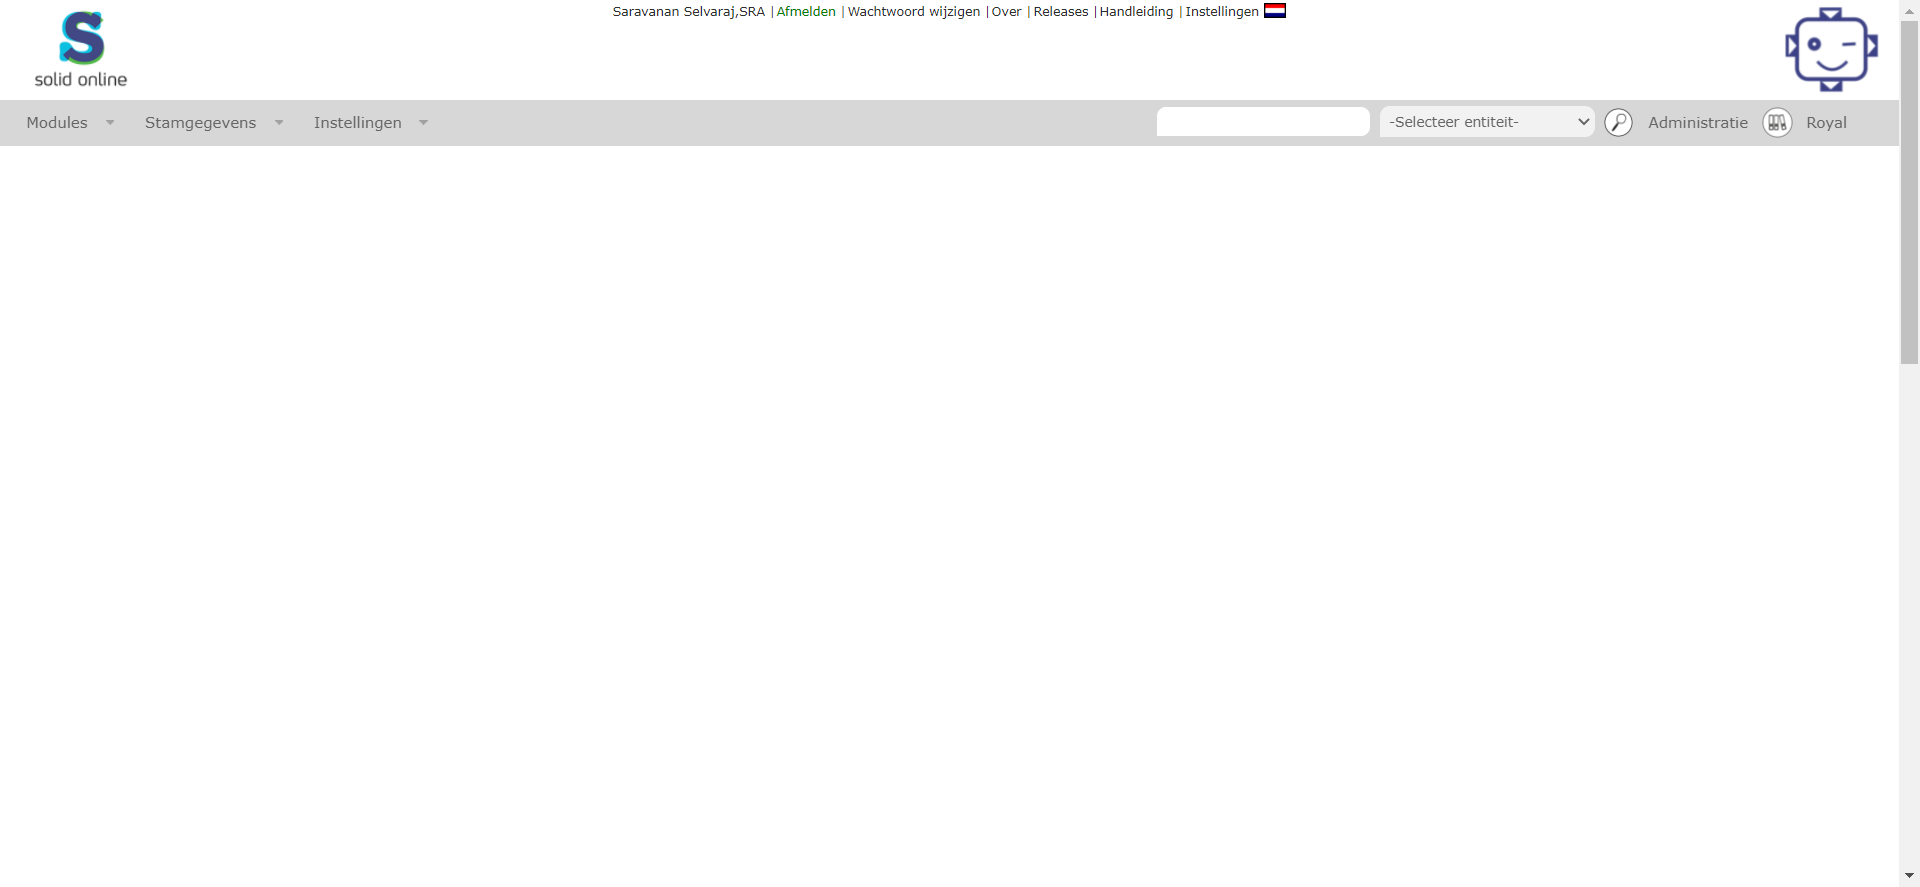 Saravanan Selvaraj,SRA |Afmelden |Wachtwoord wijzigen |Over |Releases |Handleiding |Instellingen
S
solid online
Modules Stamgegevens Instellingen -Selecteer entiteit- Administratie Royal